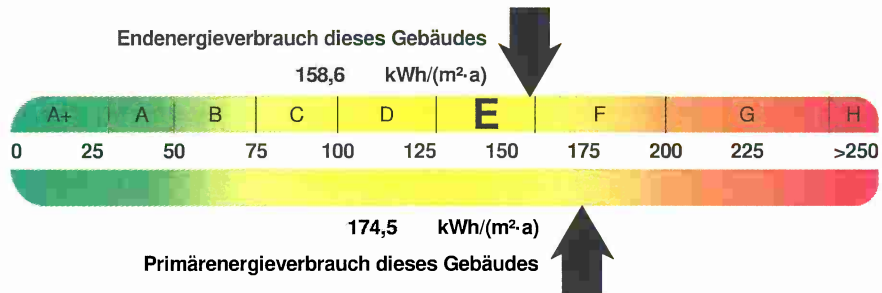 Endenergieverbrauch dieses Gebäudes
158,6 kWh/(m²·a)
A+ A B C D E F G H
0 25 50 75 100 125 150 175 200 225 >250
174,5 kWh/(m²·a)
Primärenergieverbrauch dieses Gebäudes